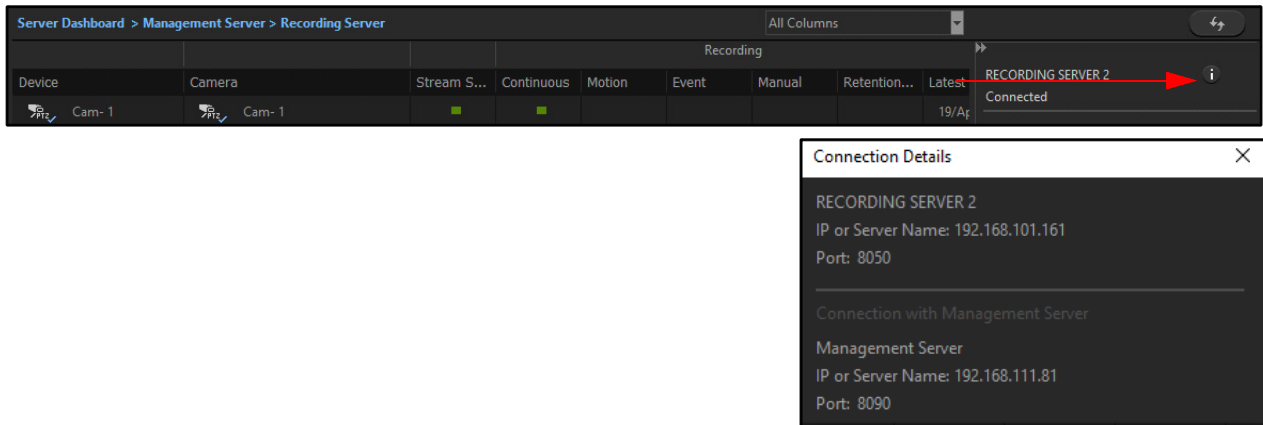 Server Dashboard > Management Server > Recording Server
All Columns
Recording
Device Camera Stream S... Continuous Motion Event Manual Retention... Latest
RECORDING SERVER 2
Connected
Cam- 1 Cam- 1 19/Ap
Connection Details
RECORDING SERVER 2
IP or Server Name: 192.168.101.161
Port: 8050
Connection with Management Server
Management Server
IP or Server Name: 192.168.111.81
Port: 8090